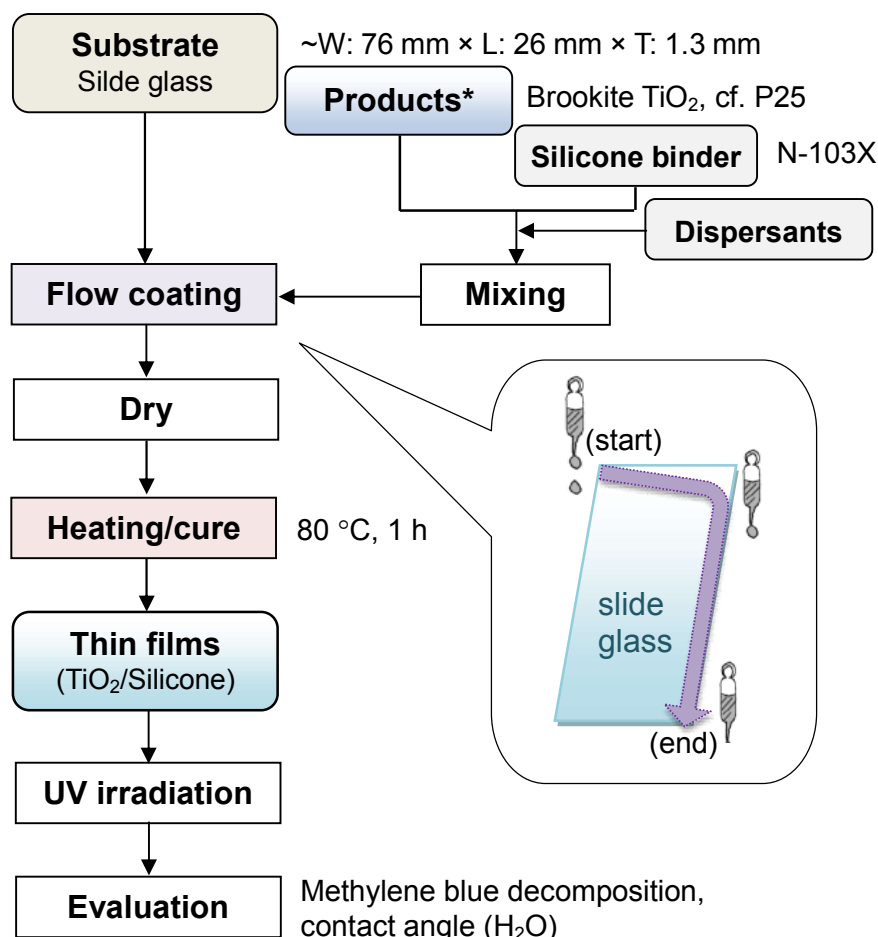 Substrate
Silde glass
~W: 76 mm × L: 26 mm × T: 1.3 mm
Products*
Brookite TiO₂, cf. P25
Silicone binder
N-103X
Dispersants
Flow coating
Mixing
Dry
Heating/cure
80 °C, 1 h
(start)
slide
glass
(end)
Thin films
(TiO₂/Silicone)
UV irradiation
Evaluation
Methylene blue decomposition,
contact angle (H₂O)